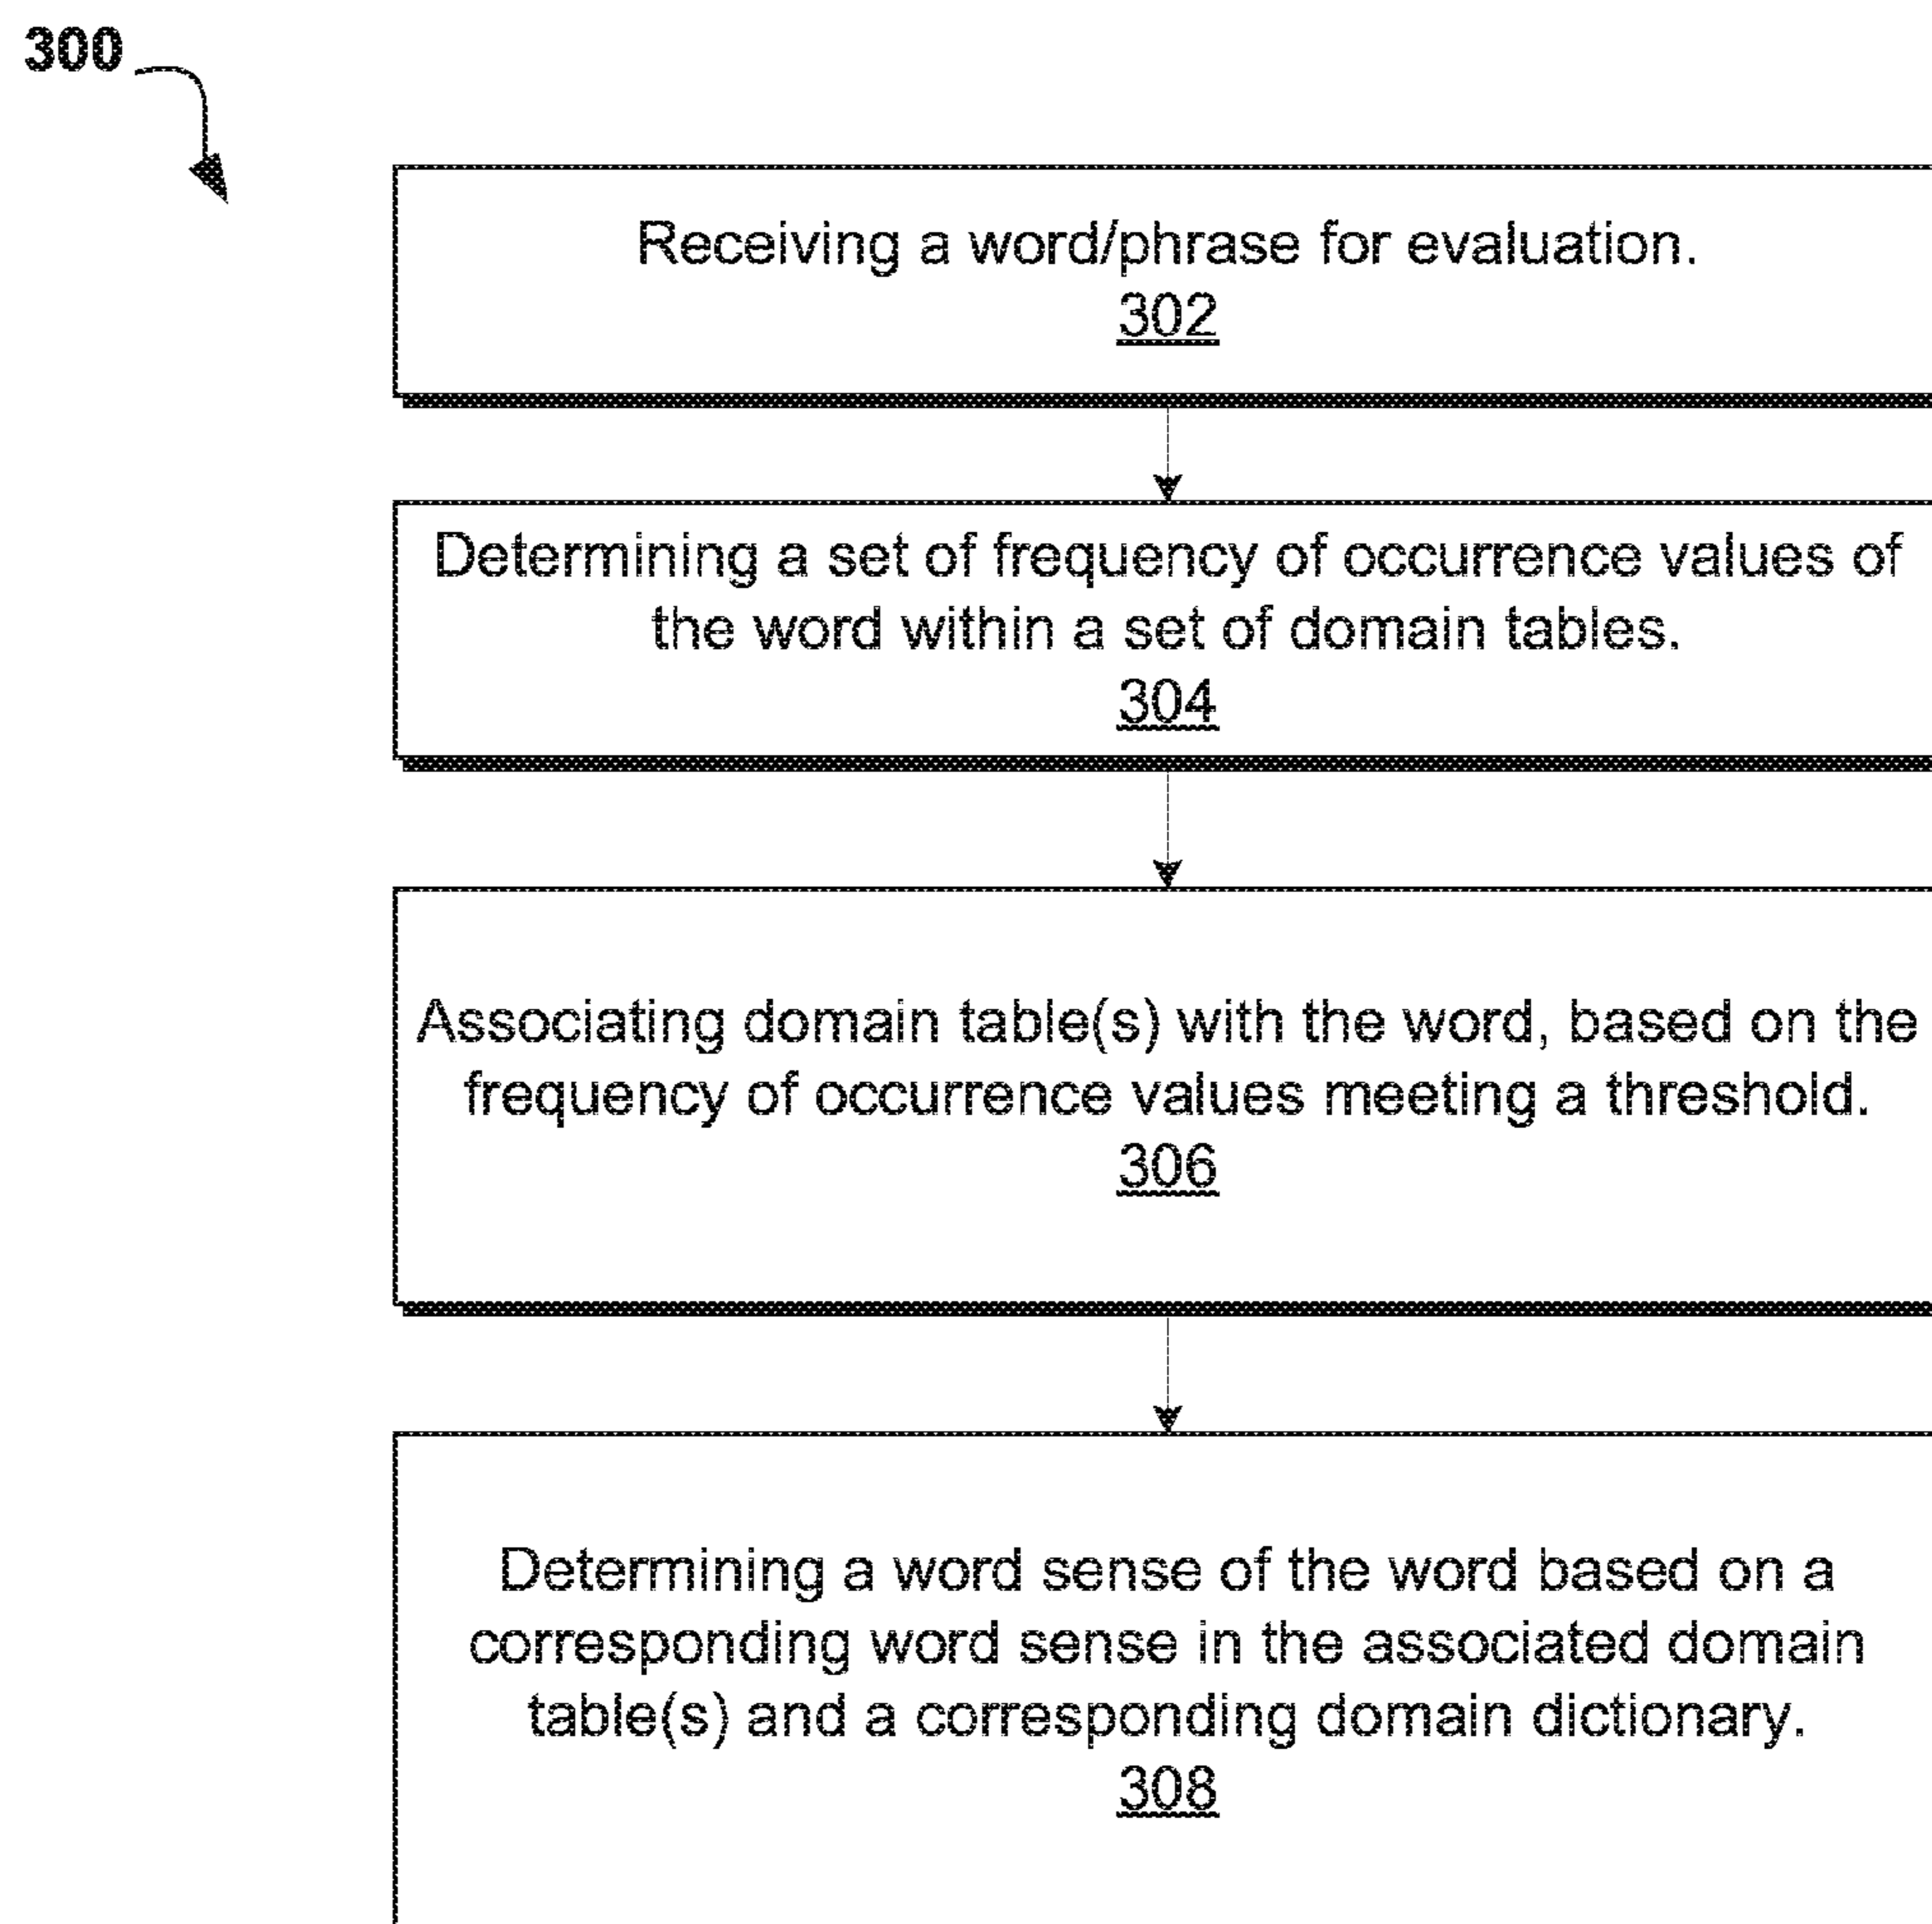 300
Receiving a word/phrase for evaluation.
302
Determining a set of frequency of occurrence values of
the word within a set of domain tables.
304
Associating domain table(s) with the word, based on the
frequency of occurrence values meeting a threshold.
306
Determining a word sense of the word based on a
corresponding word sense in the associated domain
table(s) and a corresponding domain dictionary.
308